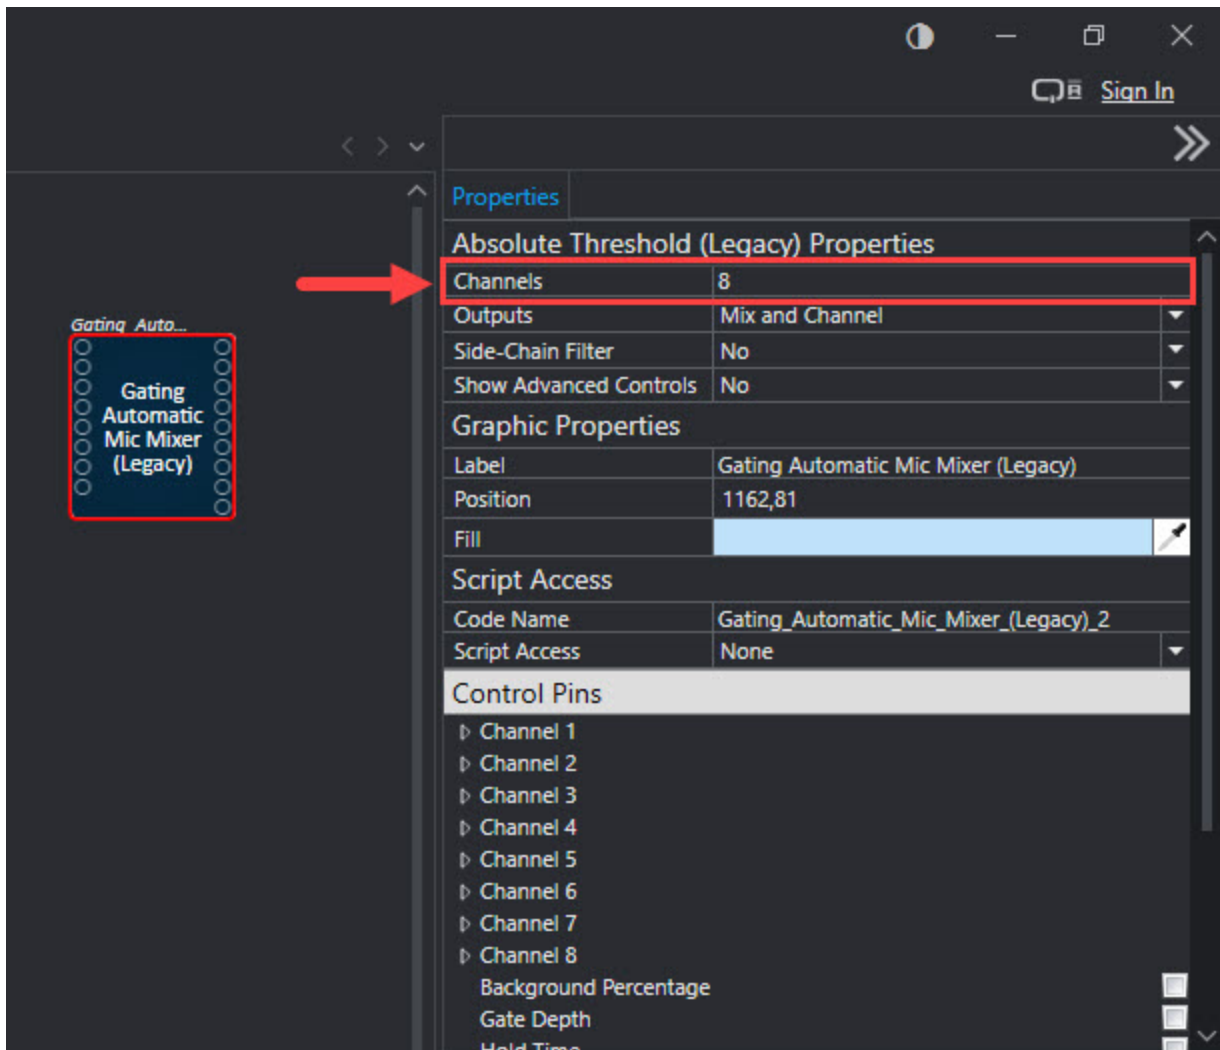 Sign In
Properties
Absolute Threshold (Legacy) Properties
Channels 8
Outputs Mix and Channel
Side-Chain Filter No
Show Advanced Controls No
Graphic Properties
Label Gating Automatic Mic Mixer (Legacy)
Position 1162,81
Fill
Script Access
Code Name Gating_Automatic_Mic_Mixer_(Legacy)_2
Script Access None
Control Pins
Channel 1
Channel 2
Channel 3
Channel 4
Channel 5
Channel 6
Channel 7
Channel 8
Background Percentage
Gate Depth
Hold Time
Gating Auto...
Gating
Automatic
Mic Mixer
(Legacy)